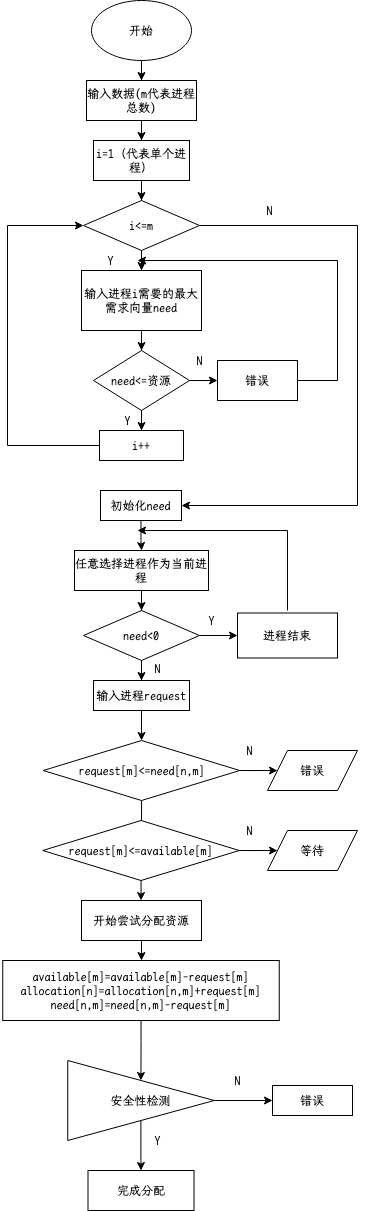 开始
输入数据(m代表进程
总数)
i=1（代表单个进
程）
i<=m
N
Y
输入进程i需要的最大
需求向量need
need<=资源
N
错误
Y
i++
初始化need
任意选择进程作为当前进
程
need<0
Y
进程结束
N
输入进程request
request[m]<=need[n,m]
N
错误
request[m]<=available[m]
N
等待
开始尝试分配资源
available[m]=available[m]-request[m]
allocation[n]=allocation[n,m]+request[m]
need[n,m]=need[n,m]-request[m]
安全性检测
N
错误
Y
完成分配